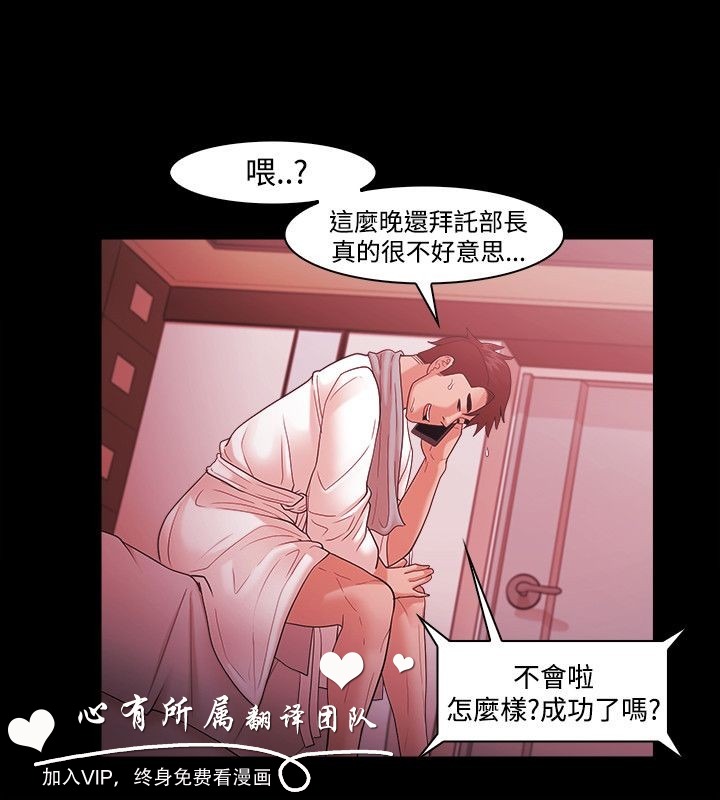 喂..?
這麼晚還拜託部長
真的很不好意思...
不會啦
怎麼樣?成功了嗎?
心有所属翻译团队
加入VIP，终身免费看漫画